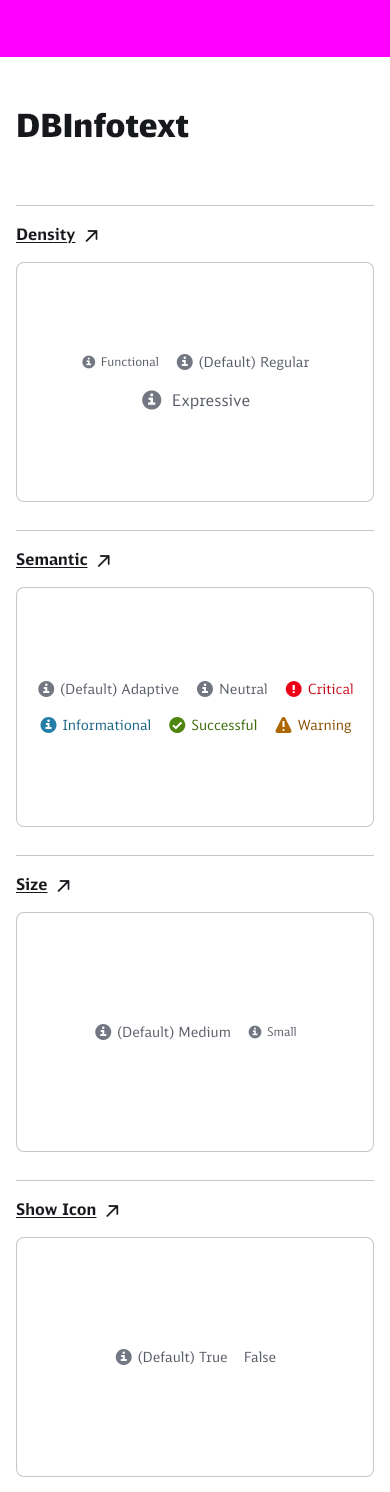 DBInfotext
Density
Functional (Default) Regular
Expressive
Semantic
(Default) Adaptive Neutral Critical
Informational Successful Warning
Size
(Default) Medium Small
Show Icon
(Default) True False